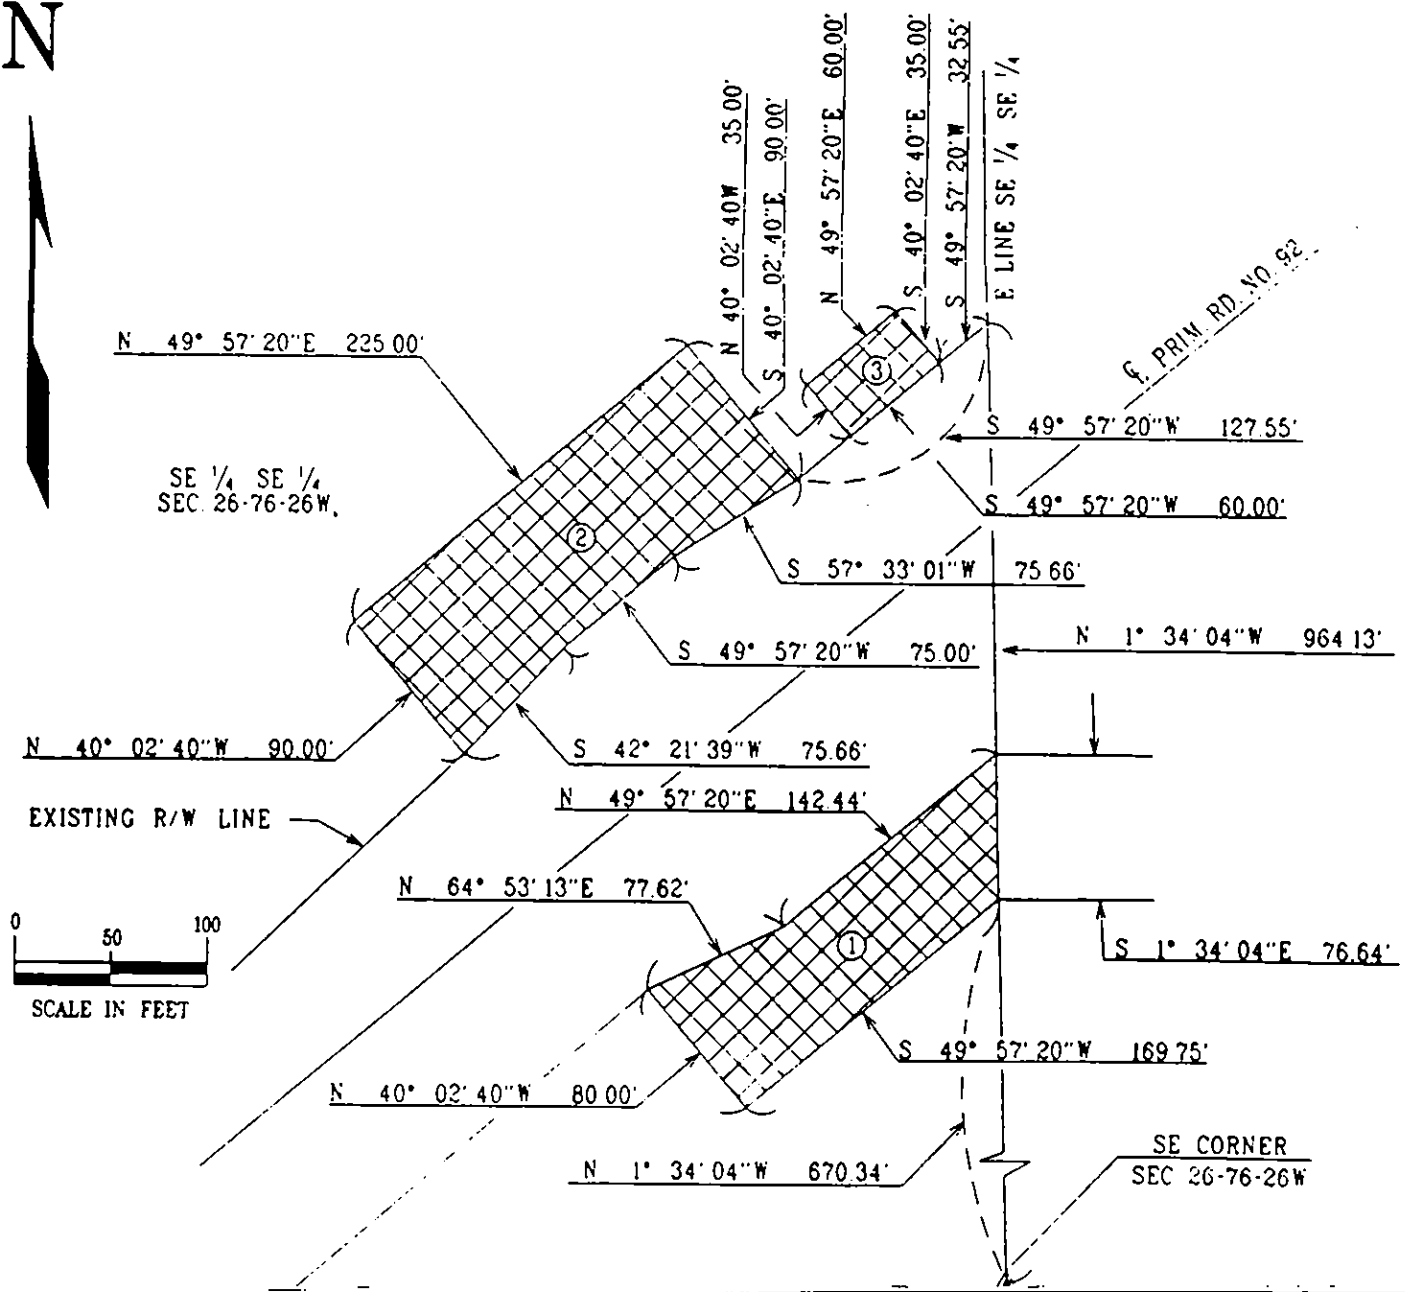 N
N 40° 02' 40"W 35.00'
S 40° 02' 40"E 90.00'
N 49° 57' 20"E 60.00'
S 40° 02' 40"E 35.00'
S 49° 57' 20"W 32.55'
E LINE SE 1/4 SE 1/4
℄ PRIM. RD. NO. 92
N 49° 57' 20"E 225.00'
3
S 49° 57' 20"W 127.55'
SE 1/4 SE 1/4
SEC. 26-76-26W.
S 49° 57' 20"W 60.00'
2
S 57° 33' 01"W 75.66'
N 1° 34' 04"W 964.13'
S 49° 57' 20"W 75.00'
N 40° 02' 40"W 90.00'
S 42° 21' 39"W 75.66'
N 49° 57' 20"E 142.44'
EXISTING R/W LINE
N 64° 53' 13"E 77.62'
0 50 100
SCALE IN FEET
1
S 1° 34' 04"E 76.64'
S 49° 57' 20"W 169.75'
N 40° 02' 40"W 80.00'
N 1° 34' 04"W 670.34'
SE CORNER
SEC 26-76-26W